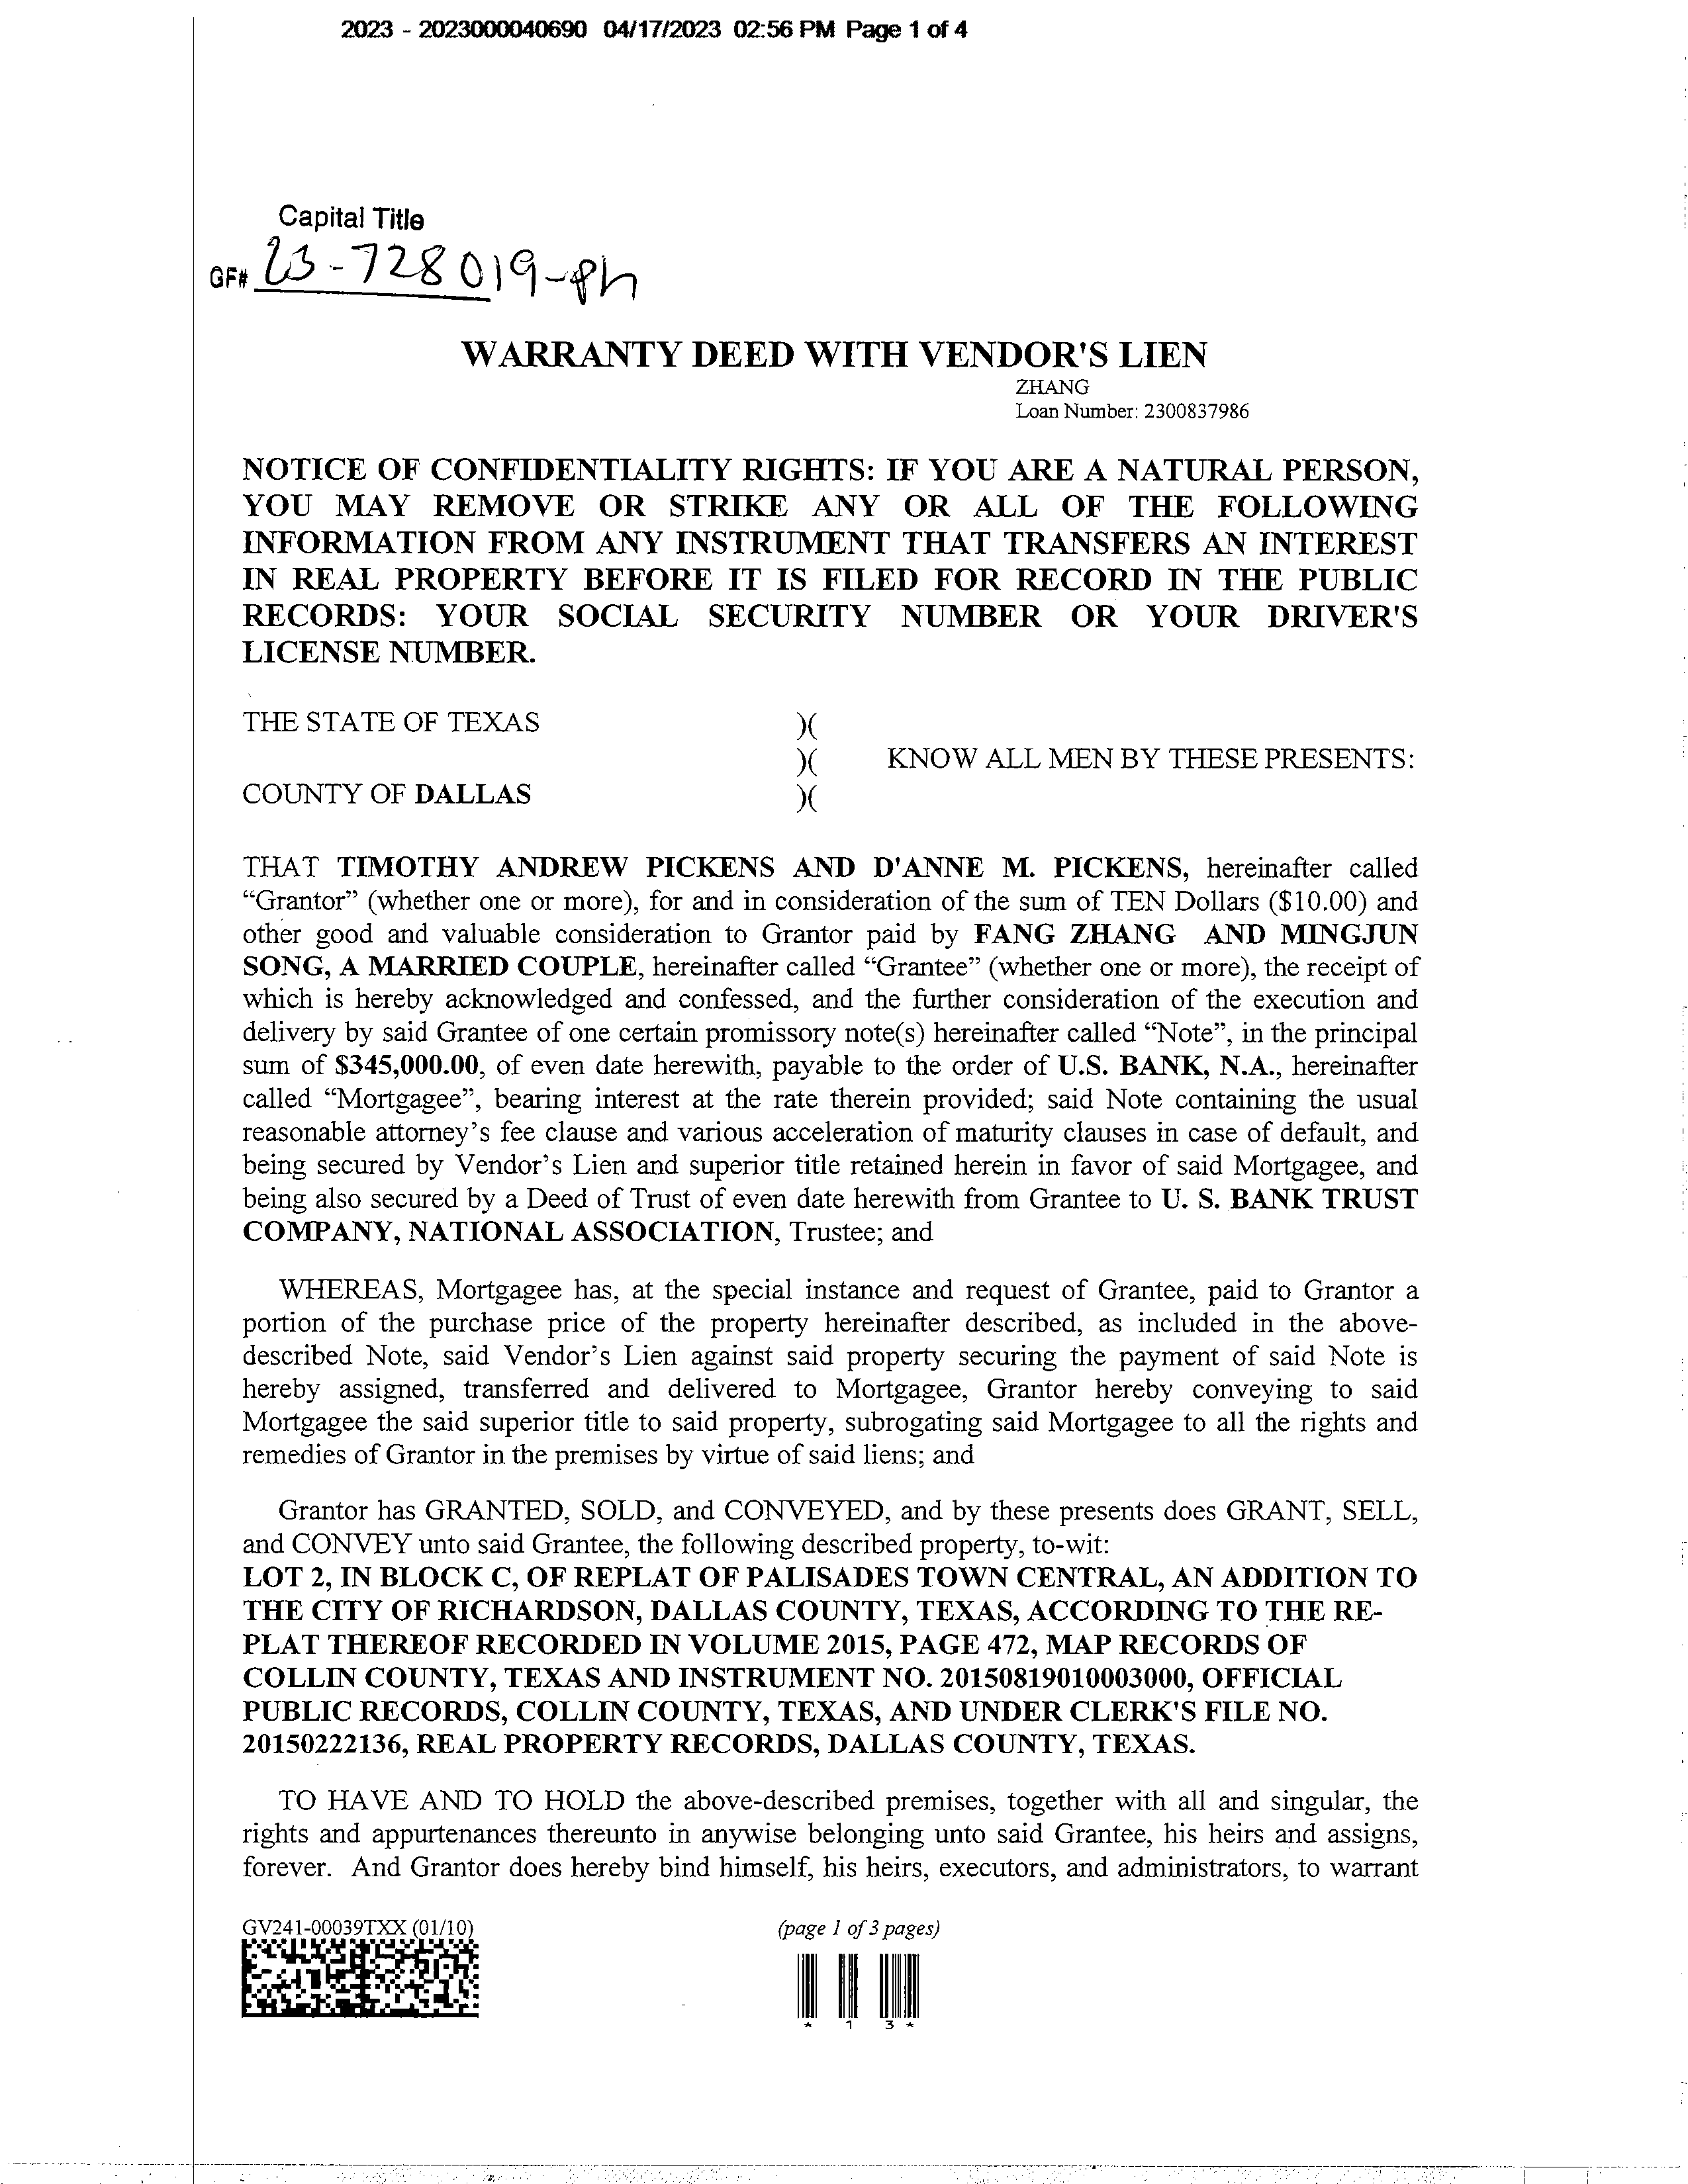 2023 - 2023000040690 04/17/2023 02:56 PM Page 1 of 4
Capital Title
GF# 23-728019-ph
WARRANTY DEED WITH VENDOR'S LIEN
ZHANG
Loan Number: 2300837986
NOTICE OF CONFIDENTIALITY RIGHTS: IF YOU ARE A NATURAL PERSON,
YOU MAY REMOVE OR STRIKE ANY OR ALL OF THE FOLLOWING
INFORMATION FROM ANY INSTRUMENT THAT TRANSFERS AN INTEREST
IN REAL PROPERTY BEFORE IT IS FILED FOR RECORD IN THE PUBLIC
RECORDS: YOUR SOCIAL SECURITY NUMBER OR YOUR DRIVER'S
LICENSE NUMBER.
THE STATE OF TEXAS )(
)( KNOW ALL MEN BY THESE PRESENTS:
COUNTY OF DALLAS )(
THAT TIMOTHY ANDREW PICKENS AND D'ANNE M. PICKENS, hereinafter called
“Grantor” (whether one or more), for and in consideration of the sum of TEN Dollars ($10.00) and
other good and valuable consideration to Grantor paid by FANG ZHANG AND MINGJUN
SONG, A MARRIED COUPLE, hereinafter called “Grantee” (whether one or more), the receipt of
which is hereby acknowledged and confessed, and the further consideration of the execution and
delivery by said Grantee of one certain promissory note(s) hereinafter called “Note”, in the principal
sum of $345,000.00, of even date herewith, payable to the order of U.S. BANK, N.A., hereinafter
called “Mortgagee”, bearing interest at the rate therein provided; said Note containing the usual
reasonable attorney’s fee clause and various acceleration of maturity clauses in case of default, and
being secured by Vendor’s Lien and superior title retained herein in favor of said Mortgagee, and
being also secured by a Deed of Trust of even date herewith from Grantee to U. S. BANK TRUST
COMPANY, NATIONAL ASSOCIATION, Trustee; and
WHEREAS, Mortgagee has, at the special instance and request of Grantee, paid to Grantor a
portion of the purchase price of the property hereinafter described, as included in the above-
described Note, said Vendor’s Lien against said property securing the payment of said Note is
hereby assigned, transferred and delivered to Mortgagee, Grantor hereby conveying to said
Mortgagee the said superior title to said property, subrogating said Mortgagee to all the rights and
remedies of Grantor in the premises by virtue of said liens; and
Grantor has GRANTED, SOLD, and CONVEYED, and by these presents does GRANT, SELL,
and CONVEY unto said Grantee, the following described property, to-wit:
LOT 2, IN BLOCK C, OF REPLAT OF PALISADES TOWN CENTRAL, AN ADDITION TO
THE CITY OF RICHARDSON, DALLAS COUNTY, TEXAS, ACCORDING TO THE RE-
PLAT THEREOF RECORDED IN VOLUME 2015, PAGE 472, MAP RECORDS OF
COLLIN COUNTY, TEXAS AND INSTRUMENT NO. 20150819010003000, OFFICIAL
PUBLIC RECORDS, COLLIN COUNTY, TEXAS, AND UNDER CLERK'S FILE NO.
20150222136, REAL PROPERTY RECORDS, DALLAS COUNTY, TEXAS.
TO HAVE AND TO HOLD the above-described premises, together with all and singular, the
rights and appurtenances thereunto in anywise belonging unto said Grantee, his heirs and assigns,
forever. And Grantor does hereby bind himself, his heirs, executors, and administrators, to warrant
GV241-00039TXX (01/10) (page 1 of 3 pages)
* 1 3 *